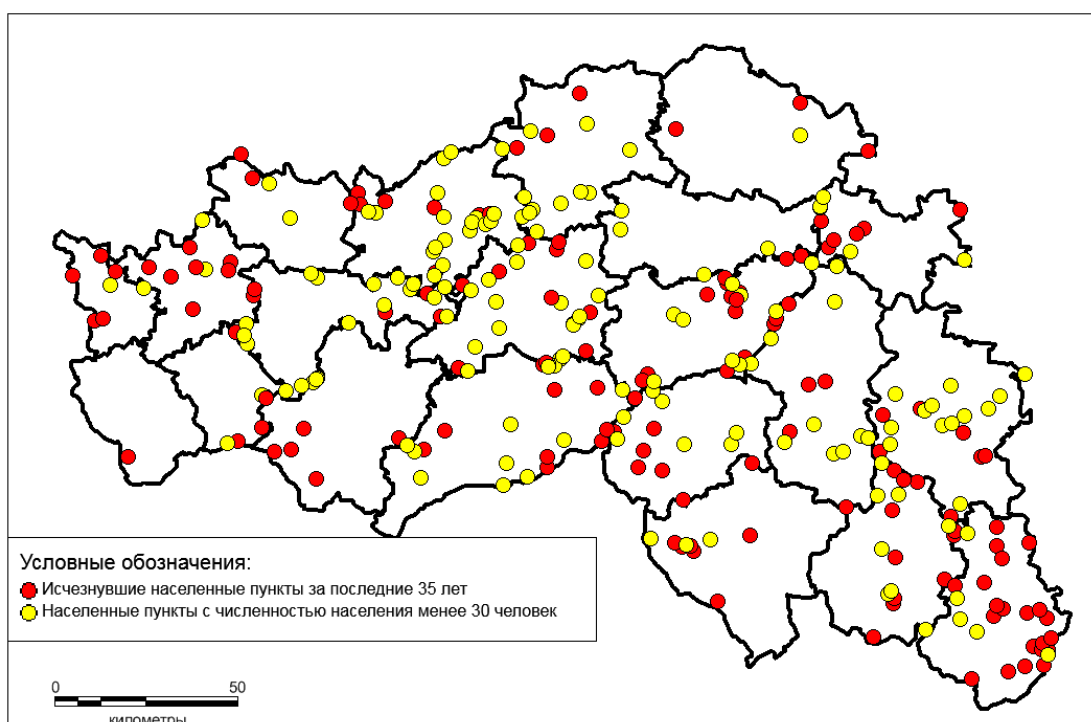 Условные обозначения:
Исчезнувшие населенные пункты за последние 35 лет
Населенные пункты с численностью населения менее 30 человек
0 50
километры